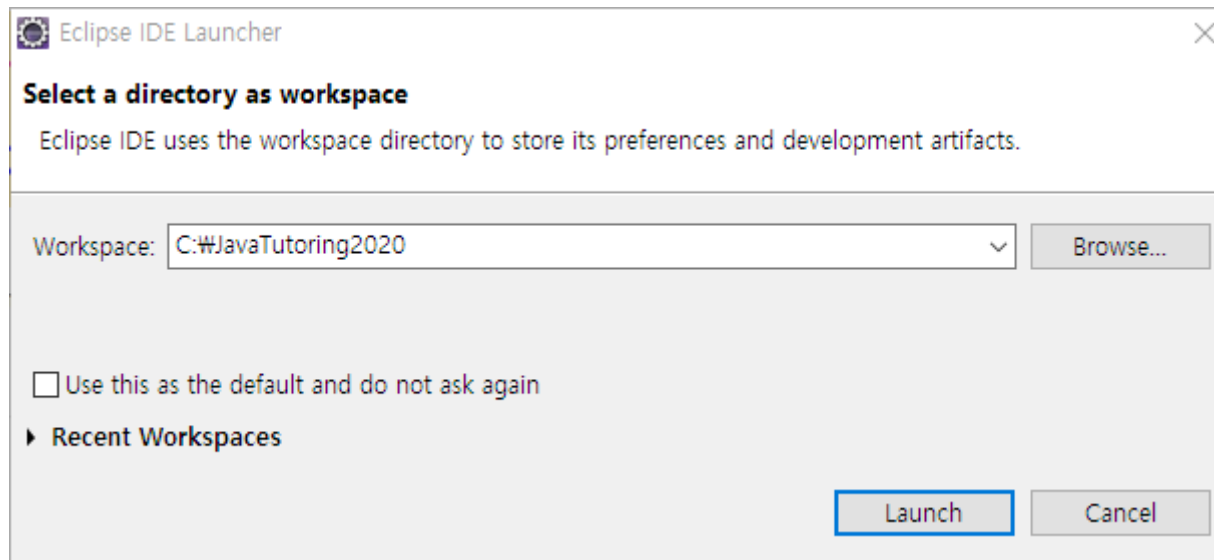 Eclipse IDE Launcher
Select a directory as workspace
Eclipse IDE uses the workspace directory to store its preferences and development artifacts.
Workspace: C:₩JavaTutoring2020 Browse...
Use this as the default and do not ask again
Recent Workspaces
Launch Cancel